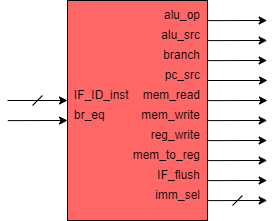 alu_op
alu_src
branch
pc_src
IF_ID_inst mem_read
br_eq mem_write
reg_write
mem_to_reg
IF_flush
imm_sel